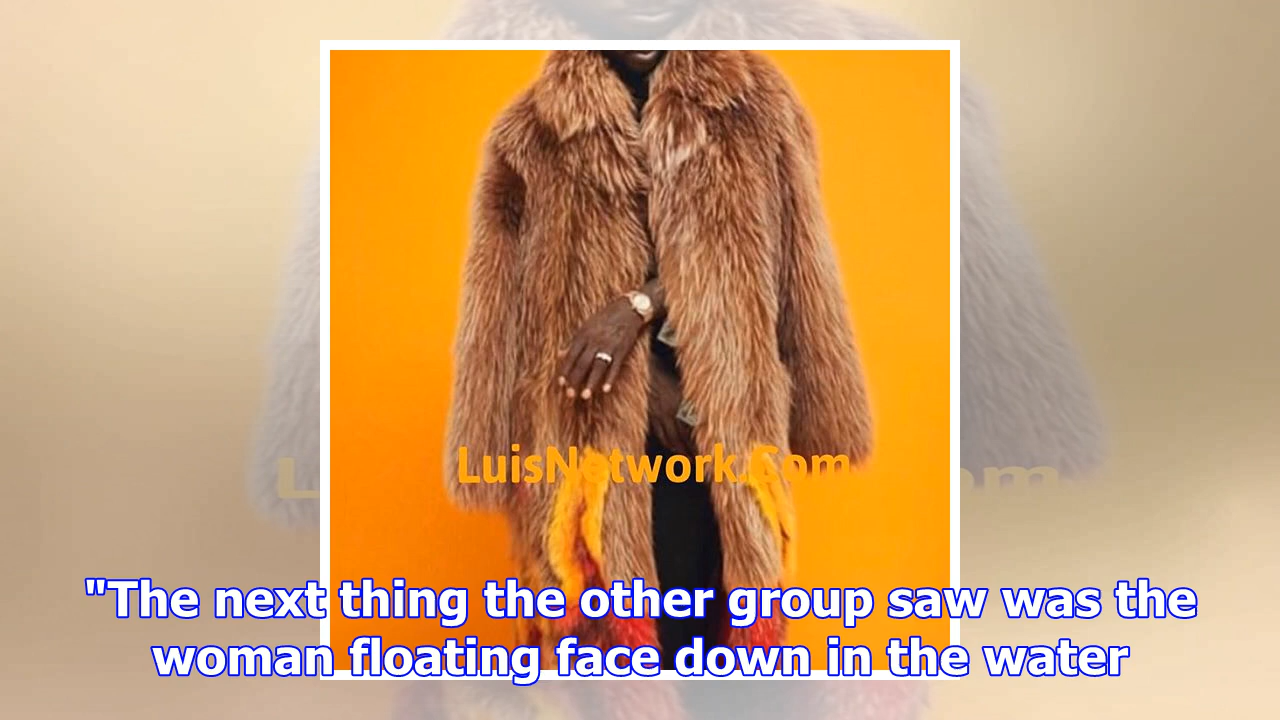 LuisNetwork.Com
"The next thing the other group saw was the
woman floating face down in the water